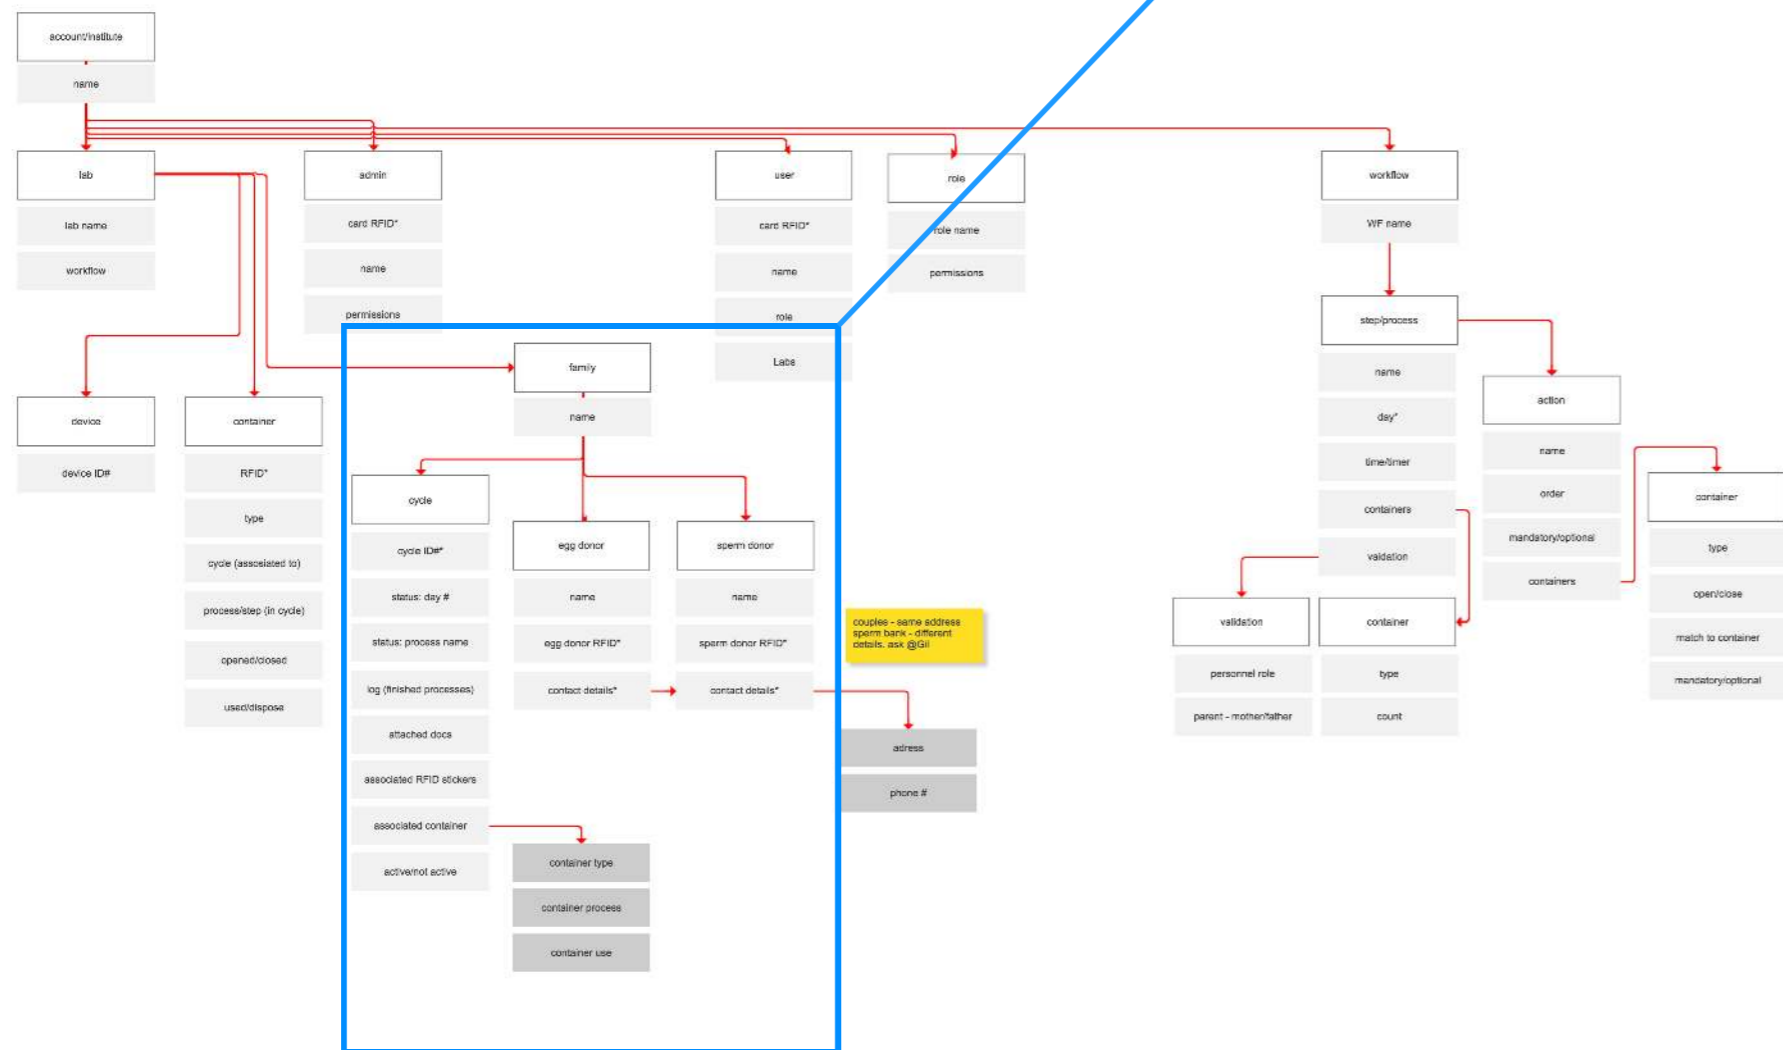 account/institute
name
lab
lab name
workflow
admin
card RFID*
name
permissions
user
card RFID*
name
role
Labs
role
role name
permissions
workflow
WF name
step/process
name
day*
time/timer
containers
validation
action
name
order
mandatory/optional
containers
container
type
open/close
match to container
mandatory/optional
validation
personnel role
parent - mother/father
container
type
count
device
device ID#
container
RFID*
type
cycle (assosiated to)
process/step (in cycle)
opened/closed
used/dispose
family
name
cycle
cycle ID#*
status: day #
status: process name
log (finished processes)
attached docs
associated RFID stickers
associated container
active/not active
egg donor
name
egg donor RFID*
contact details*
sperm donor
name
sperm donor RFID*
contact details*
couples - same address
sperm bank - different
details. ask @Gil
adress
phone #
container type
container process
container use